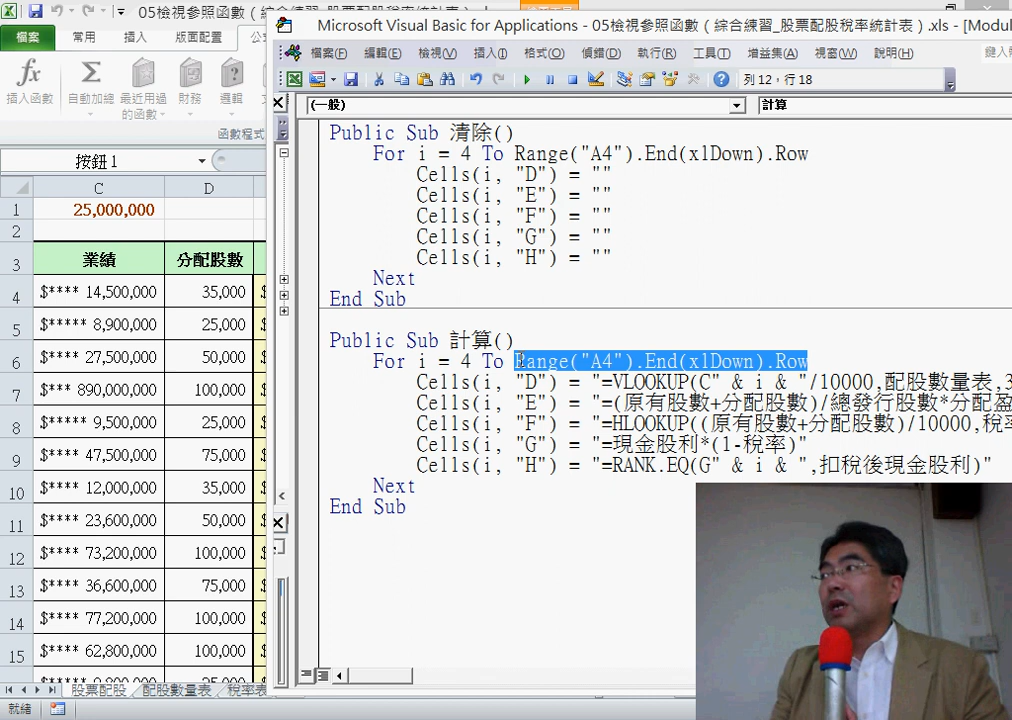 05檢視參照函數（綜合練習_股票配股稅率統計表）
檔案 常用 插入 版面配置
插入函數 自動加總 最近用過的函數 財務 邏輯
函數程式
按鈕 1
C D
1 25,000,000
2
3 業績 分配股數
4 $**** 14,500,000 35,000
5 $***** 8,900,000 25,000
6 $**** 27,500,000 50,000
7 $*** 890,000,000 100,000
8 $***** 9,500,000 25,000
9 $**** 47,500,000 75,000
10 $**** 12,000,000 35,000
11 $**** 23,600,000 50,000
12 $**** 73,200,000 100,000
13 $**** 36,600,000 75,000
14 $**** 77,200,000 100,000
15 $**** 62,800,000 100,000
股票配股 配股數量表 稅率表
就緒
Microsoft Visual Basic for Applications - 05檢視參照函數（綜合練習_股票配股稅率統計表）.xls - [Modul
檔案(F) 編輯(E) 檢視(V) 插入(I) 格式(O) 偵錯(D) 執行(R) 工具(T) 增益集(A) 視窗(W) 說明(H) 鍵入
列 12，行 18
(一般) 計算
Public Sub 清除()
For i = 4 To Range("A4").End(xlDown).Row
Cells(i, "D") = ""
Cells(i, "E") = ""
Cells(i, "F") = ""
Cells(i, "G") = ""
Cells(i, "H") = ""
Next
End Sub
Public Sub 計算()
For i = 4 To Range("A4").End(xlDown).Row
Cells(i, "D") = "=VLOOKUP(C" & i & "/10000,配股數量表,3
Cells(i, "E") = "=(原有股數+分配股數)/總發行股數*分配盈
Cells(i, "F") = "=HLOOKUP((原有股數+分配股數)/10000,稅率
Cells(i, "G") = "=現金股利*(1-稅率)"
Cells(i, "H") = "=RANK.EQ(G" & i & ",扣稅後現金股利)"
Next
End Sub